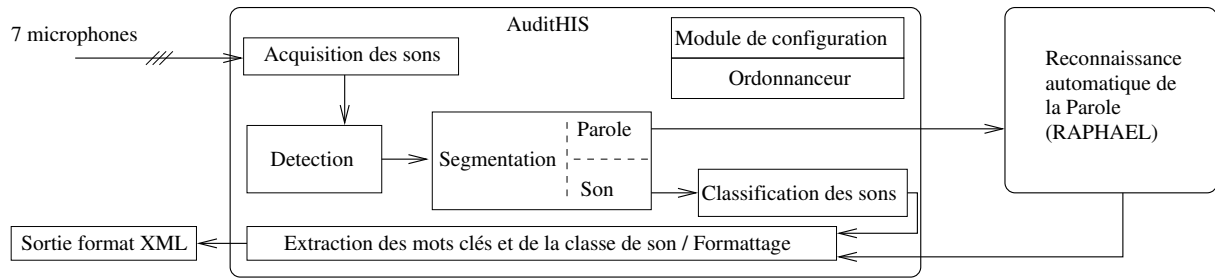 AuditHIS
7 microphones
Acquisition des sons
Module de configuration
Ordonnanceur
Reconnaissance
automatique de
la Parole
(RAPHAEL)
Detection
Segmentation
Parole
Son
Classification des sons
Sortie format XML
Extraction des mots clés et de la classe de son / Formattage